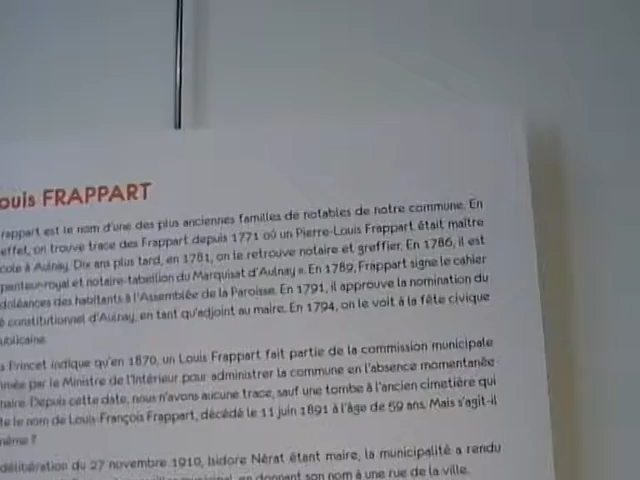 ouis FRAPPART
rappart est le nom d'une des plus anciennes familles de notables de notre commune. En
effet, on trouve trace des Frappart depuis 1771 où un Pierre-Louis Frappart était maître
cole à Aulnay. Dix ans plus tard, en 1781, on le retrouve notaire et greffier. En 1786, il est
penteur-royal et notaire-tabellion du Marquisat d'Aulnay ». En 1789, Frappart signe le cahier
doléances des habitants à l'Assemblée de la Paroisse. En 1791, il approuve la nomination du
é constitutionnel d'Aulnay, en tant qu'adjoint au maire. En 1794, on le voit à la fête civique
ublicaine.
s Princet indique qu'en 1870, un Louis Frappart fait partie de la commission municipale
mée par le Ministre de l'Intérieur pour administrer la commune en l'absence momentanée
maire. Depuis cette date, nous n'avons aucune trace, sauf une tombe à l'ancien cimetière qui
te le nom de Louis-François Frappart, décédé le 11 juin 1891 à l'âge de 59 ans. Mais s'agit-il
même ?
délibération du 27 novembre 1910, Isidore Nérat étant maire, la municipalité a rendu
municipal, en donnant son nom à une rue de la ville.